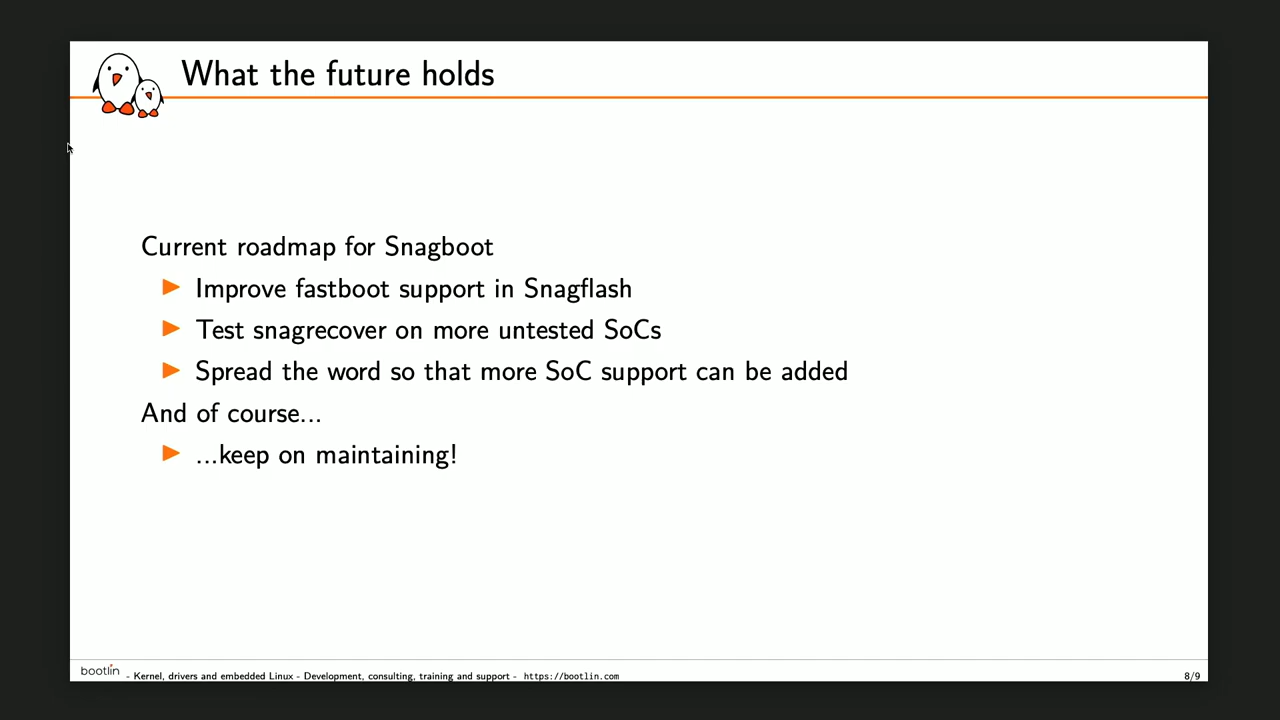 What the future holds
Current roadmap for Snagboot
Improve fastboot support in Snagflash
Test snagrecover on more untested SoCs
Spread the word so that more SoC support can be added
And of course...
...keep on maintaining!
bootlin - Kernel, drivers and embedded Linux - Development, consulting, training and support - https://bootlin.com 8/9